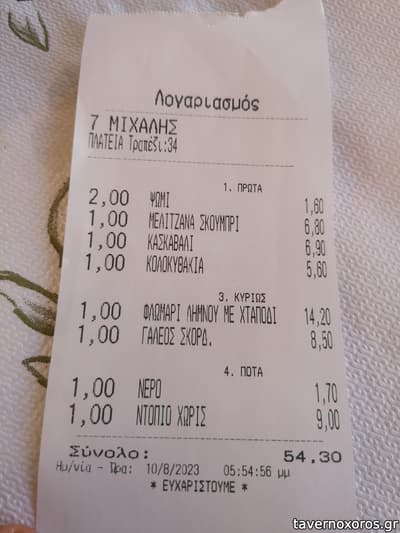 Λογαριασμός
7 ΜΙΧΑΛΗΣ
ΠΛΑΤΕΙΑ Τραπέζι:34
1. ΠΡΩΤΑ
2,00 ΨΩΜΙ 1,60
1,00 ΜΕΛΙΤΖΑΝΑ ΣΚΟΥΜΠΡΙ 6,80
1,00 ΚΑΣΚΑΒΑΛΙ 6,90
1,00 ΚΟΛΟΚΥΒΑΚΙΑ 5,60
3. ΚΥΡΙΩΣ
1,00 ΦΛΩΜΑΡΙ ΛΗΜΝΟΥ ΜΕ ΧΤΑΠΟΔΙ 14,20
1,00 ΓΑΛΕΟΣ ΣΚΟΡΔ. 8,50
4. ΠΟΤΑ
1,00 ΝΕΡΟ 1,70
1,00 ΝΤΟΠΙΟ ΧΩΡΙΣ 9,00
Σύνολο: 54.30
Ημ/νία - Ώρα: 10/8/2023 05:54:56 μμ
* ΕΥΧΑΡΙΣΤΟΥΜΕ *
tavernoxoros.gr